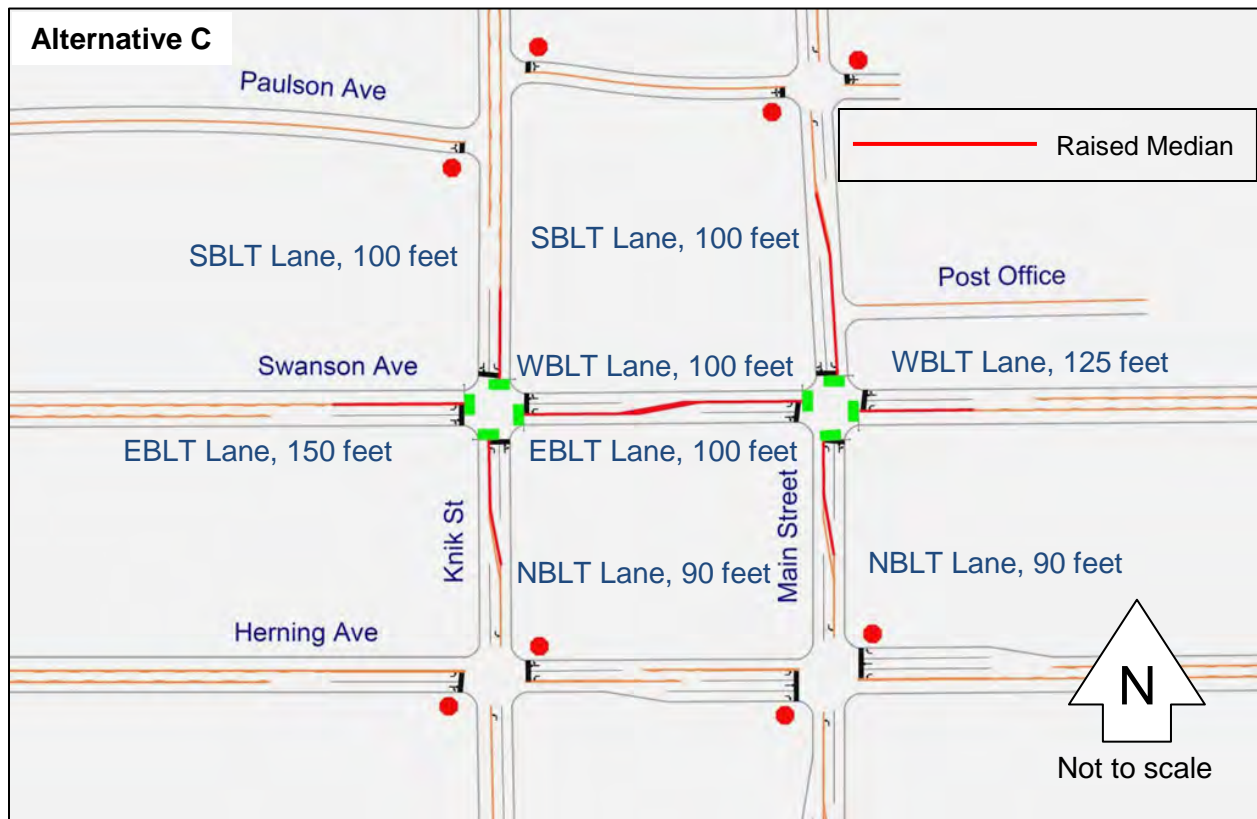 Alternative C
Paulson Ave
Raised Median
SBLT Lane, 100 feet
SBLT Lane, 100 feet
Post Office
Swanson Ave
WBLT Lane, 100 feet
WBLT Lane, 125 feet
EBLT Lane, 150 feet
EBLT Lane, 100 feet
Knik St
Main Street
NBLT Lane, 90 feet
NBLT Lane, 90 feet
Herning Ave
N
Not to scale